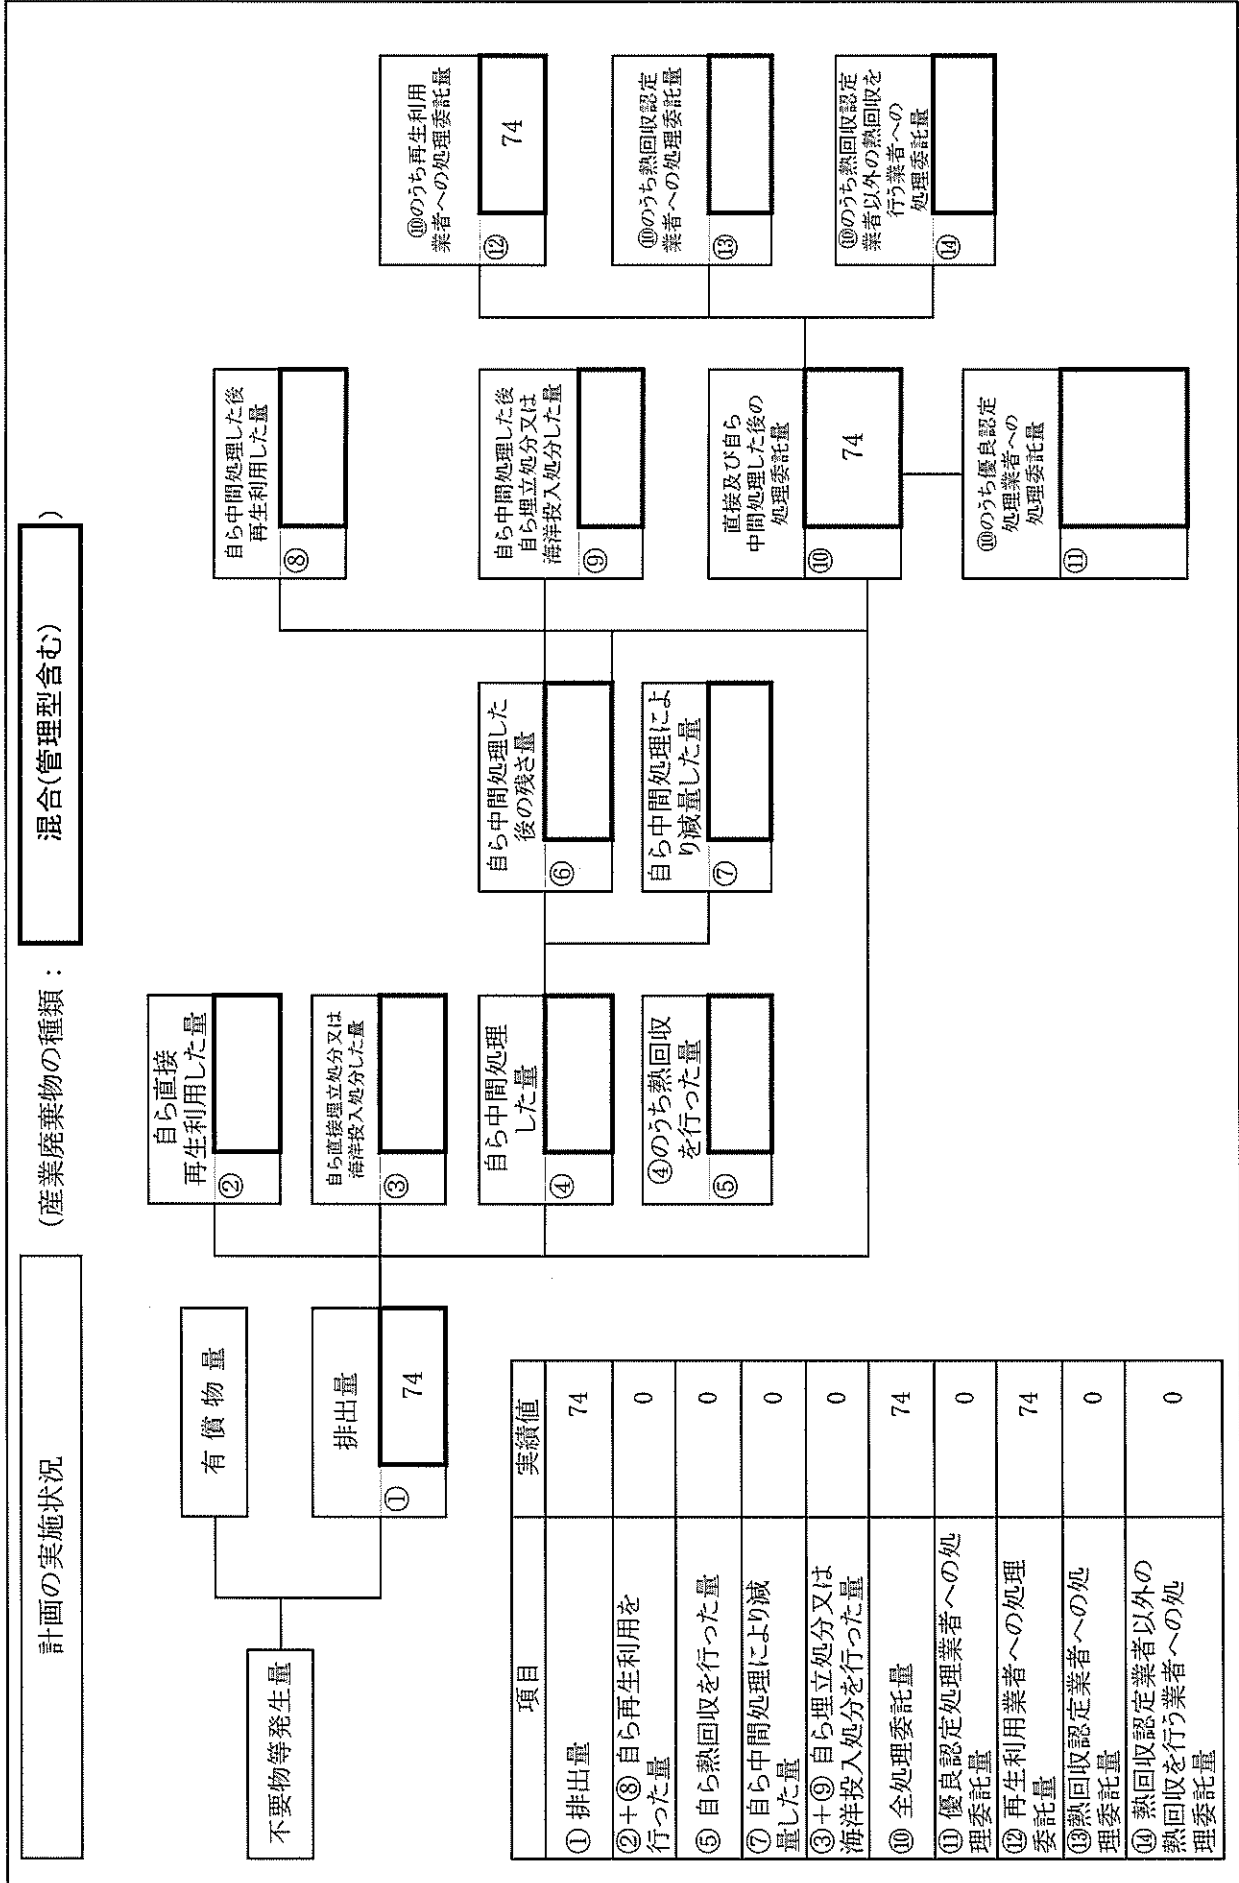 計画の実施状況
(産業廃棄物の種類：
混合(管理型含む)
)
不要物等発生量
有 償 物 量
排出量
①
74
自ら直接
再生利用した量
②
自ら直接埋立処分又は
海洋投入処分した量
③
自ら中間処理
した量
④
④のうち熱回収
を行った量
⑤
自ら中間処理した
後の残さ量
⑥
自ら中間処理によ
り減量した量
⑦
自ら中間処理した後
再生利用した量
⑧
自ら中間処理した後
自ら埋立処分又は
海洋投入処分した量
⑨
直接及び自ら
中間処理した後の
処理委託量
⑩
74
⑩のうち優良認定
処理業者への
処理委託量
⑪
⑩のうち再生利用
業者への処理委託量
⑫
74
⑩のうち熱回収認定
業者への処理委託量
⑬
⑩のうち熱回収認定
業者以外の熱回収を
行う業者への
処理委託量
⑭
項目
実績値
① 排出量
74
②＋⑧ 自ら再生利用を
行った量
0
⑤ 自ら熱回収を行った量
0
⑦ 自ら中間処理により減
量した量
0
③＋⑨ 自ら埋立処分又は
海洋投入処分を行った量
0
⑩ 全処理委託量
74
⑪ 優良認定処理業者への処
理委託量
0
⑫ 再生利用業者への処理
委託量
74
⑬熱回収認定業者への処
理委託量
0
⑭ 熱回収認定業者以外の
熱回収を行う業者への処
理委託量
0